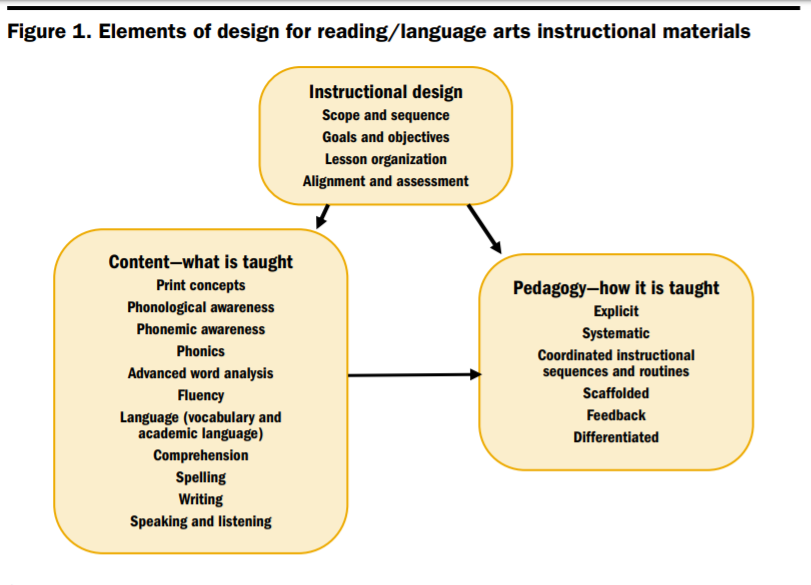 Figure 1. Elements of design for reading/language arts instructional materials
Instructional design
Scope and sequence
Goals and objectives
Lesson organization
Alignment and assessment
Content—what is taught
Print concepts
Phonological awareness
Phonemic awareness
Phonics
Advanced word analysis
Fluency
Language (vocabulary and
academic language)
Comprehension
Spelling
Writing
Speaking and listening
Pedagogy—how it is taught
Explicit
Systematic
Coordinated instructional
sequences and routines
Scaffolded
Feedback
Differentiated